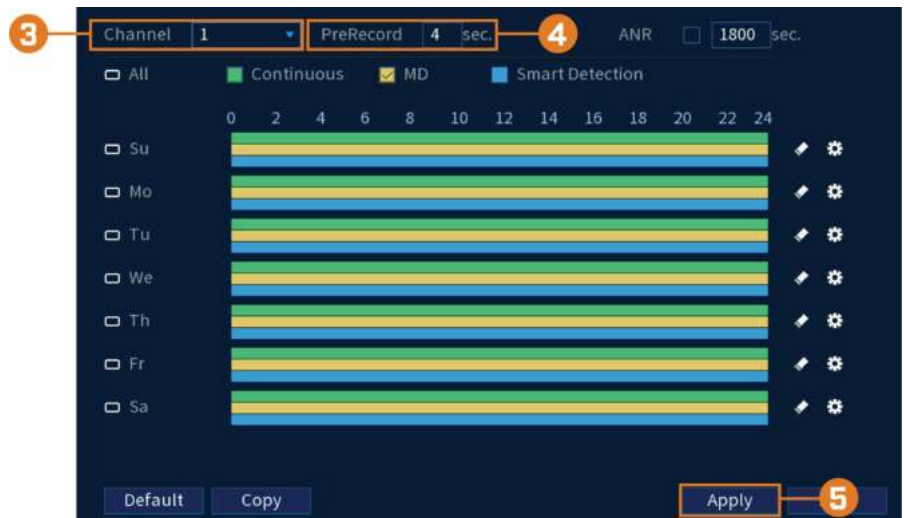 3 Channel 1 PreRecord 4 sec. 4 ANR 1800 sec.
All Continuous MD Smart Detection
0 2 4 6 8 10 12 14 16 18 20 22 24
Su
Mo
Tu
We
Th
Fr
Sa
Default Copy Apply 5